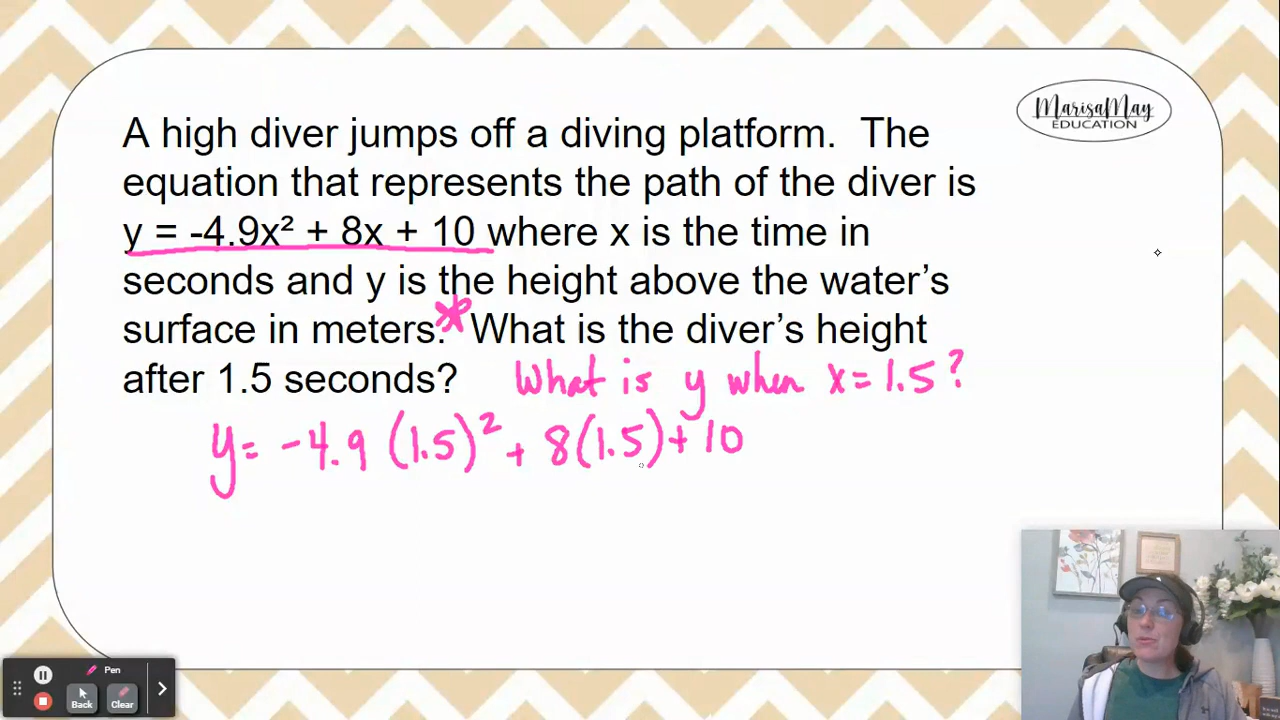 A high diver jumps off a diving platform. The
equation that represents the path of the diver is
y = -4.9x² + 8x + 10 where x is the time in
seconds and y is the height above the water's
surface in meters.* What is the diver's height
after 1.5 seconds? What is y when x=1.5?
y= -4.9 (1.5)² + 8(1.5)+10
MarisaMay
EDUCATION
Pen
Back
Clear